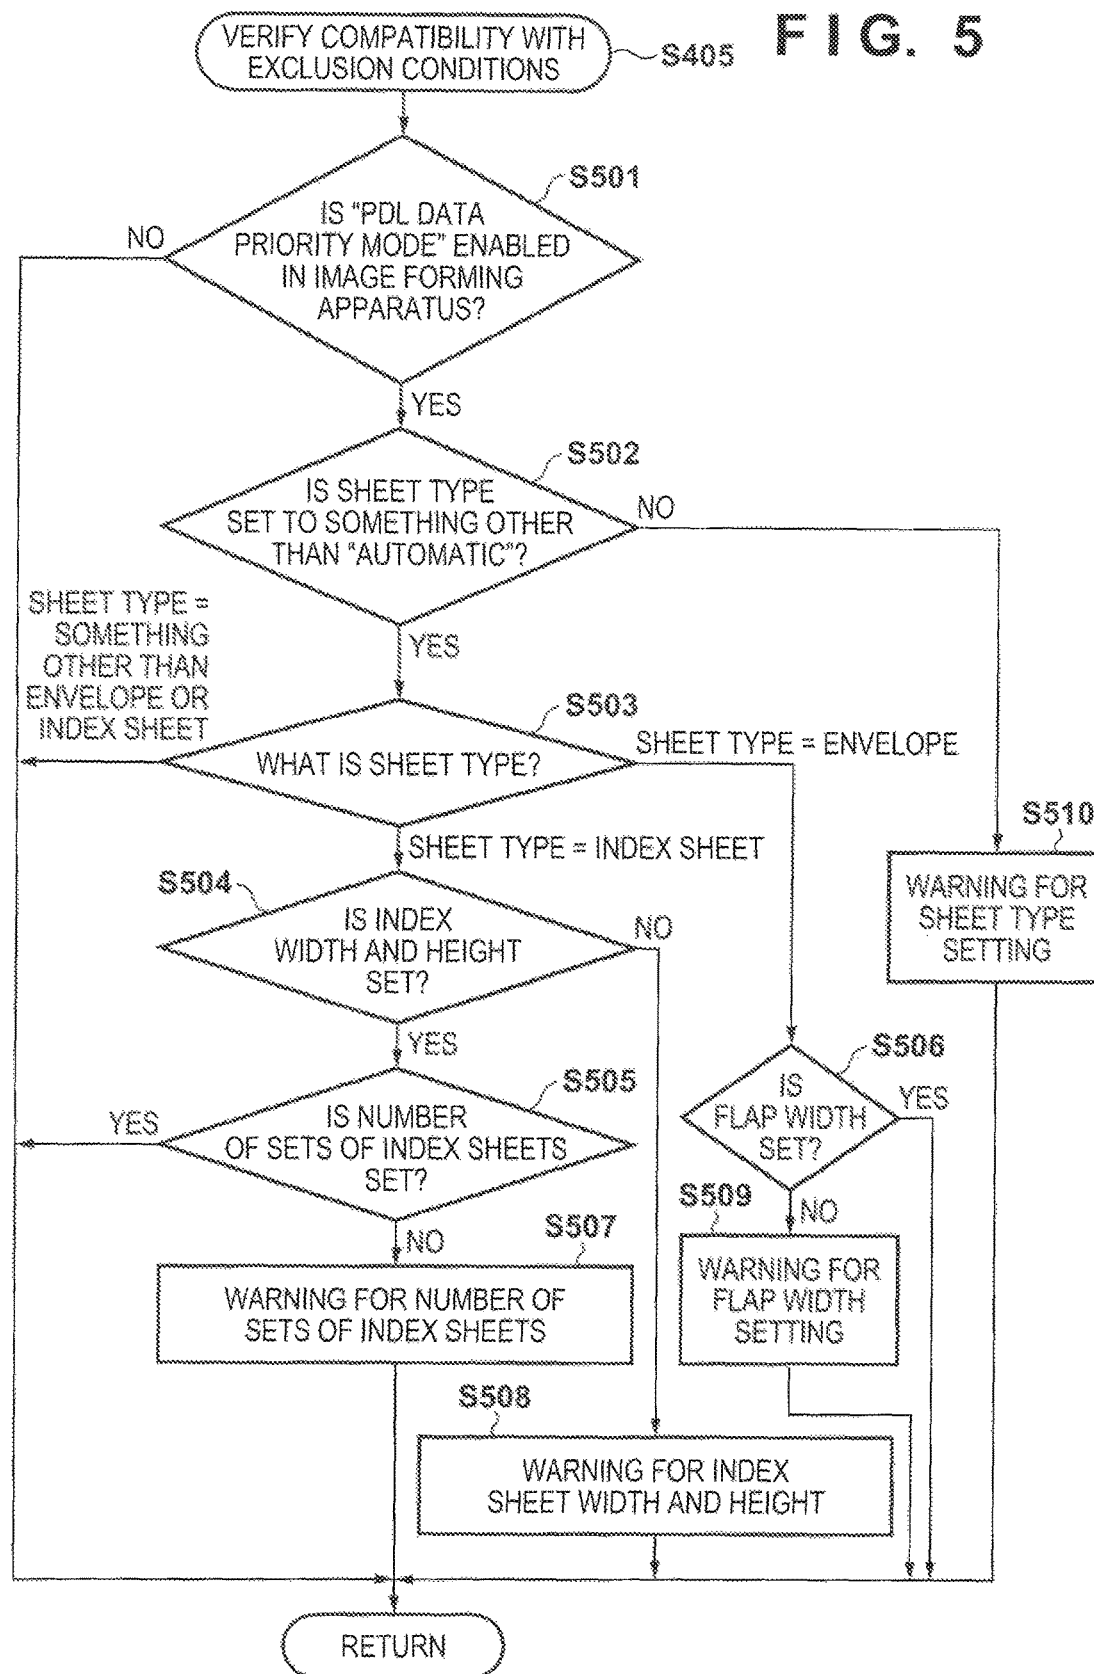 FIG. 5
VERIFY COMPATIBILITY WITH
EXCLUSION CONDITIONS
S405
S501
IS “PDL DATA
PRIORITY MODE” ENABLED
IN IMAGE FORMING
APPARATUS?
NO
YES
S502
IS SHEET TYPE
SET TO SOMETHING OTHER
THAN “AUTOMATIC”?
NO
YES
SHEET TYPE =
SOMETHING
OTHER THAN
ENVELOPE OR
INDEX SHEET
S503
WHAT IS SHEET TYPE?
SHEET TYPE = ENVELOPE
SHEET TYPE = INDEX SHEET
S510
WARNING FOR
SHEET TYPE
SETTING
S504
IS INDEX
WIDTH AND HEIGHT
SET?
NO
YES
S505
IS NUMBER
OF SETS OF INDEX SHEETS
SET?
YES
NO
S506
IS
FLAP WIDTH
SET?
YES
NO
S507
WARNING FOR NUMBER OF
SETS OF INDEX SHEETS
S509
WARNING FOR
FLAP WIDTH
SETTING
S508
WARNING FOR INDEX
SHEET WIDTH AND HEIGHT
RETURN